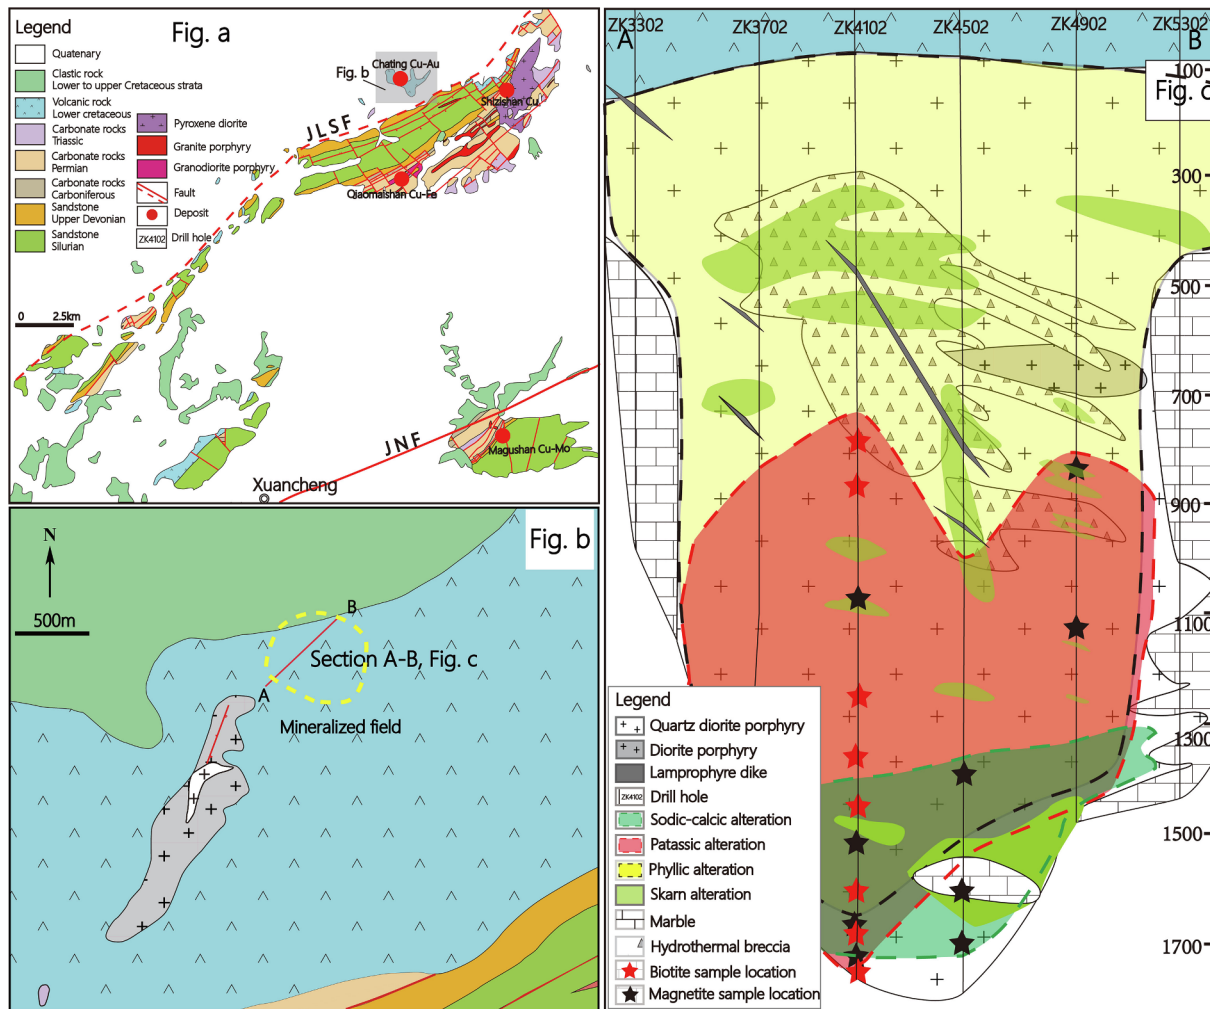 Legend
Quatenary
Clastic rock
Lower to upper Cretaceous strata
Volcanic rock
Lower cretaceous
Carbonate rocks
Triassic
Carbonate rocks
Permian
Carbonate rocks
Carboniferous
Sandstone
Upper Devonian
Sandstone
Silurian
Pyroxene diorite
Granite porphyry
Granodiorite porphyry
Fault
Deposit
ZK4102 Drill hole
0 2.5km
Fig. a
Fig. b
Chating Cu-Au
Shizishan Cu
JLSF
Qiaomaishan Cu-Fe
JNF
Magushan Cu-Mo
Xuancheng
N
500m
Fig. b
B
Section A-B, Fig. c
A
Mineralized field
ZK3302 ZK3702 ZK4102 ZK4502 ZK4902 ZK5302
A B
Fig. c
100
300
500
700
900
1100
1300
1500
1700
Legend
Quartz diorite porphyry
Diorite porphyry
Lamprophyre dike
ZK4102 Drill hole
Sodic-calcic alteration
Patassic alteration
Phyllic alteration
Skarn alteration
Marble
Hydrothermal breccia
Biotite sample location
Magnetite sample location